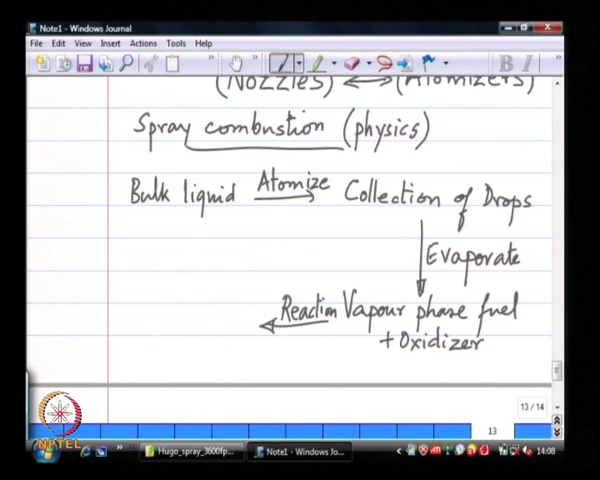 Note1 - Windows Journal
File Edit View Insert Actions Tools Help
B I
(Nozzles) ⟷ (Atomizers)
Spray combustion (physics)
Bulk liquid Atomize → Collection of Drops
Evaporate
Reaction Vapour phase fuel
+ Oxidizer
13 / 14
13
NPTEL
Hugo_spray_3600fp...
Note1 - Windows Jo...
14:08